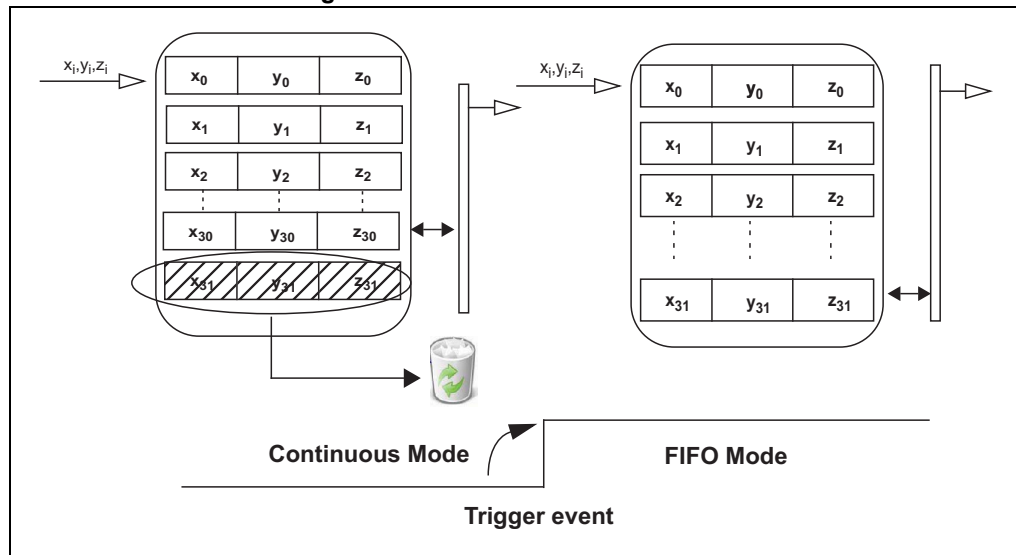 xᵢ,yᵢ,zᵢ
x₀ y₀ z₀
x₁ y₁ z₁
x₂ y₂ z₂
x₃₀ y₃₀ z₃₀
x₃₁ y₃₁ z₃₁
xᵢ,yᵢ,zᵢ
x₀ y₀ z₀
x₁ y₁ z₁
x₂ y₂ z₂
x₃₁ y₃₁ z₃₁
Continuous Mode
FIFO Mode
Trigger event